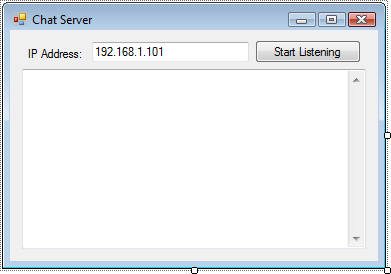 Chat Server
IP Address: 192.168.1.101 Start Listening